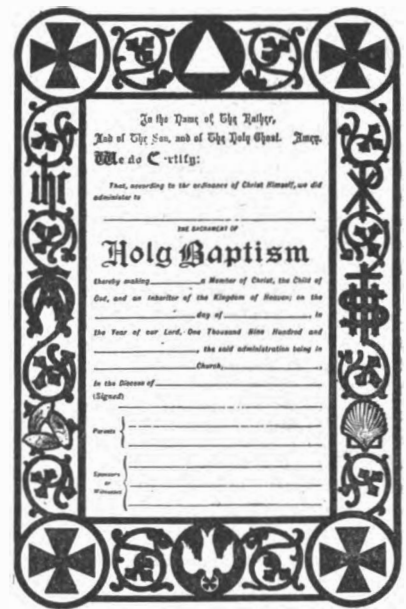 In the Name of The Father,
And of The Son, and of The Holy Ghost. Amen.
We do Certify:
That, according to the ordinance of Christ Himself, we did
administer to
THE SACRAMENT OF
Holy Baptism
thereby making a Member of Christ, the Child of
God, and an Inheritor of the Kingdom of Heaven; on the
day of , in
the Year of our Lord, One Thousand Nine Hundred and
, the said administration being in
Church, ,
In the Diocese of
(Signed)
Parents
Sponsors
or
Witnesses
ihc